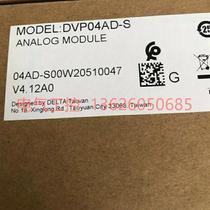 MODEL:DVP04AD-S
ANALOG MODULE
04AD-S00W20510047
V4.12A0
G
Designed by DELTA Taiwan
No 18, Xinglong Rd., Taoyuan City 33068, Taiwan
13626050685